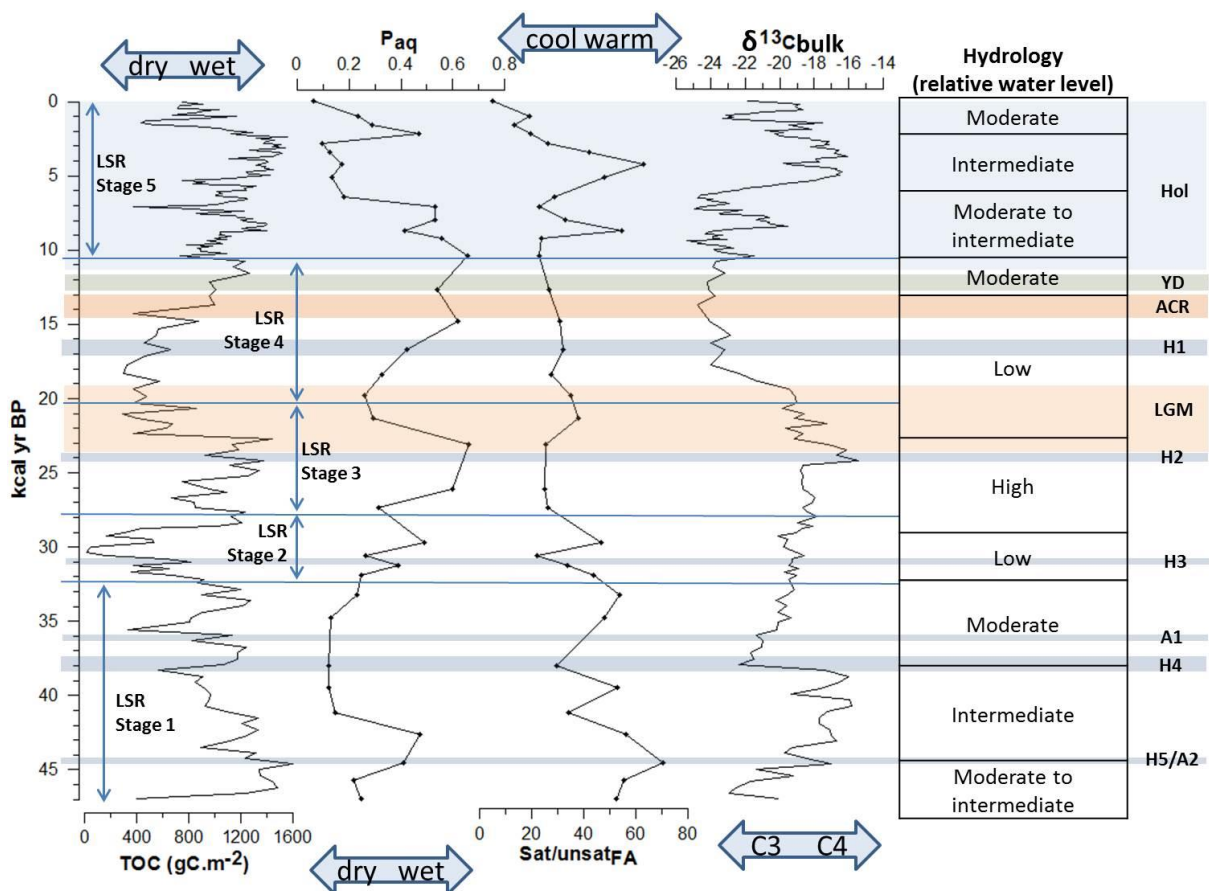 dry wet
cool warm
Paq
0 0.2 0.4 0.6 0.8
δ13Cbulk
-26 -22 -20 -18 -16 -14
Hydrology
(relative water level)
kcal yr BP
0
5
10
15
20
25
30
35
40
45
LSR
Stage 5
LSR
Stage 4
LSR
Stage 3
LSR
Stage 2
LSR
Stage 1
Moderate
Intermediate
Moderate to
intermediate
Moderate
Low
High
Low
Moderate
Intermediate
Moderate to
intermediate
Hol
YD
ACR
H1
LGM
H2
H3
A1
H4
H5/A2
0 400 800 1200 1600
TOC (gC.m-2)
dry wet
0 20 40 60 80
Sat/unsatFA
C3 C4